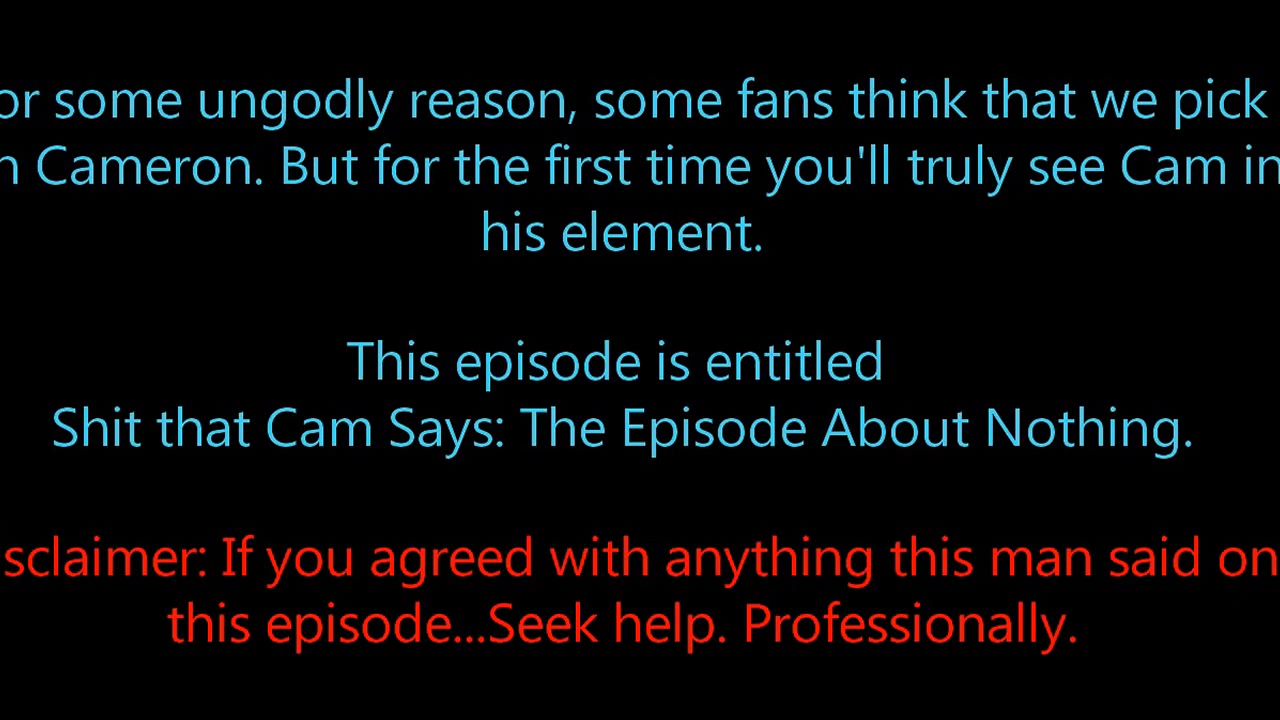 or some ungodly reason, some fans think that we pick
n Cameron. But for the first time you'll truly see Cam in
his element.
This episode is entitled
Shit that Cam Says: The Episode About Nothing.
sclaimer: If you agreed with anything this man said on
this episode...Seek help. Professionally.